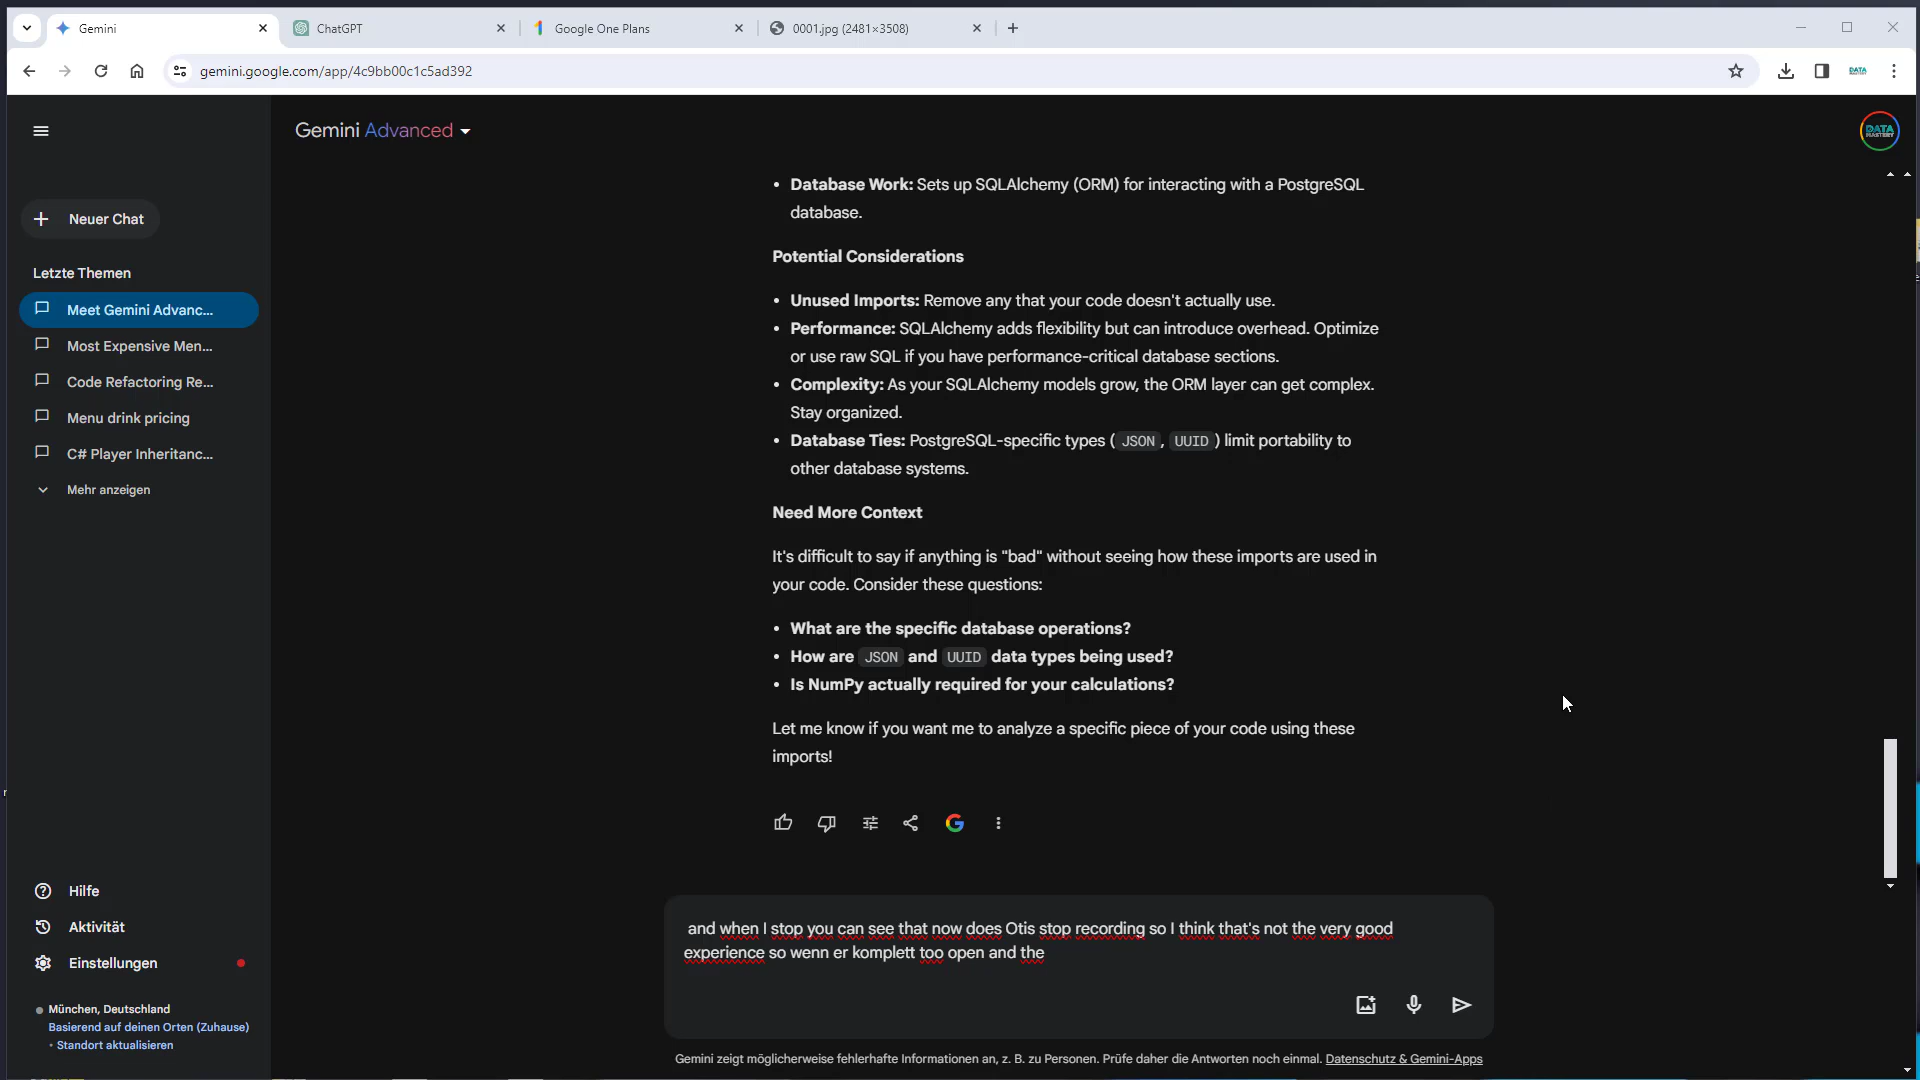 Gemini
ChatGPT
Google One Plans
0001.jpg (2481×3508)
gemini.google.com/app/4c9bb00c1c5ad392
DATA
Gemini Advanced
DATA
MASTERY
Neuer Chat
Letzte Themen
Meet Gemini Advanc...
Most Expensive Men...
Code Refactoring Re...
Menu drink pricing
C# Player Inheritanc...
Mehr anzeigen
• Database Work: Sets up SQLAlchemy (ORM) for interacting with a PostgreSQL
database.
Potential Considerations
• Unused Imports: Remove any that your code doesn't actually use.
• Performance: SQLAlchemy adds flexibility but can introduce overhead. Optimize
or use raw SQL if you have performance-critical database sections.
• Complexity: As your SQLAlchemy models grow, the ORM layer can get complex.
Stay organized.
• Database Ties: PostgreSQL-specific types ( JSON , UUID ) limit portability to
other database systems.
Need More Context
It's difficult to say if anything is "bad" without seeing how these imports are used in
your code. Consider these questions:
• What are the specific database operations?
• How are JSON and UUID data types being used?
• Is NumPy actually required for your calculations?
Let me know if you want me to analyze a specific piece of your code using these
imports!
Hilfe
Aktivität
Einstellungen
München, Deutschland
Basierend auf deinen Orten (Zuhause)
• Standort aktualisieren
and when I stop you can see that now does Otis stop recording so I think that's not the very good
experience so wenn er komplett too open and the
Gemini zeigt möglicherweise fehlerhafte Informationen an, z. B. zu Personen. Prüfe daher die Antworten noch einmal. Datenschutz & Gemini-Apps